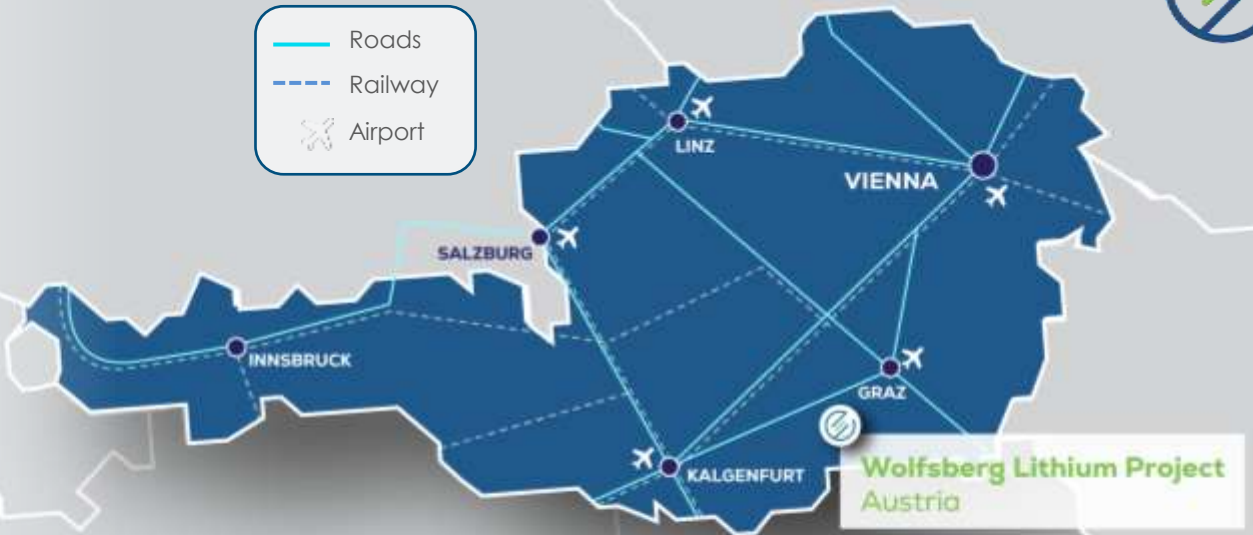 Roads
Railway
Airport
LINZ
VIENNA
SALZBURG
INNSBRUCK
GRAZ
KALGENFURT
Wolfsberg Lithium Project
Austria